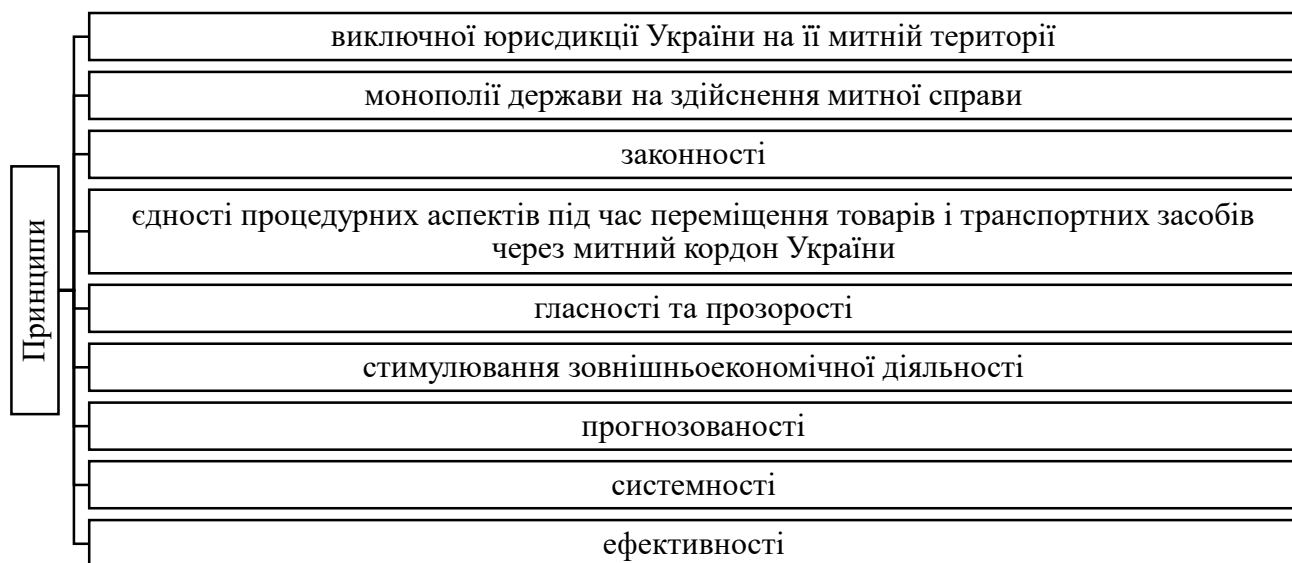 Принципи
виключної юрисдикції України на її митній території
монополії держави на здійснення митної справи
законності
єдності процедурних аспектів під час переміщення товарів і транспортних засобів
через митний кордон України
гласності та прозорості
стимулювання зовнішньоекономічної діяльності
прогнозованості
системності
ефективності